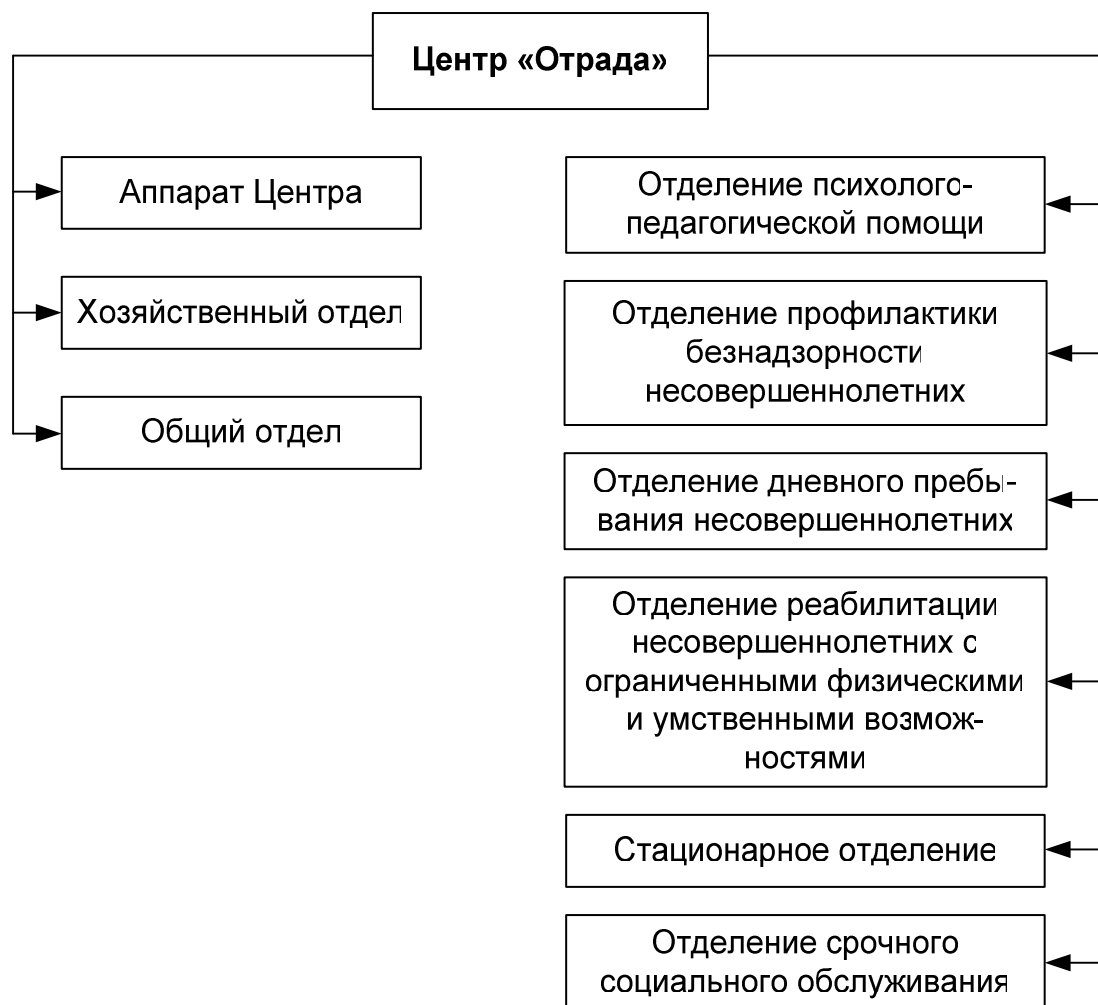 Центр «Отрада»
Аппарат Центра
Хозяйственный отдел
Общий отдел
Отделение психолого-
педагогической помощи
Отделение профилактики
безнадзорности
несовершеннолетних
Отделение дневного пребы-
вания несовершеннолетних
Отделение реабилитации
несовершеннолетних с
ограниченными физическими
и умственными возмож-
ностями
Стационарное отделение
Отделение срочного
социального обслуживания